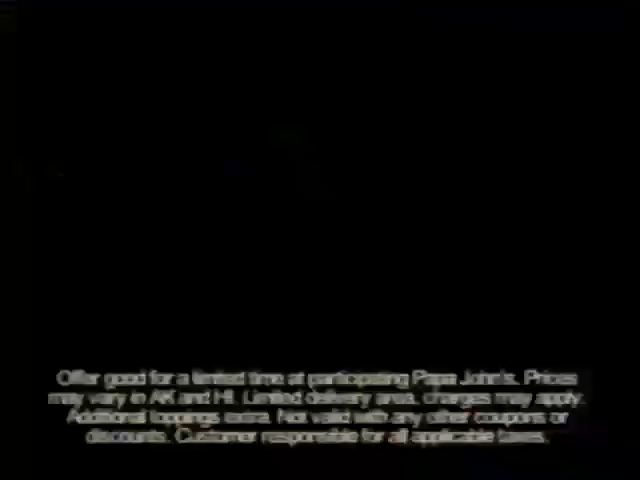 Offer good for a limited time at participating Papa John's. Prices
may vary in AK and HI. Limited delivery area, charges may apply.
Additional toppings extra. Not valid with any other coupons or
discounts. Customer responsible for all applicable taxes.